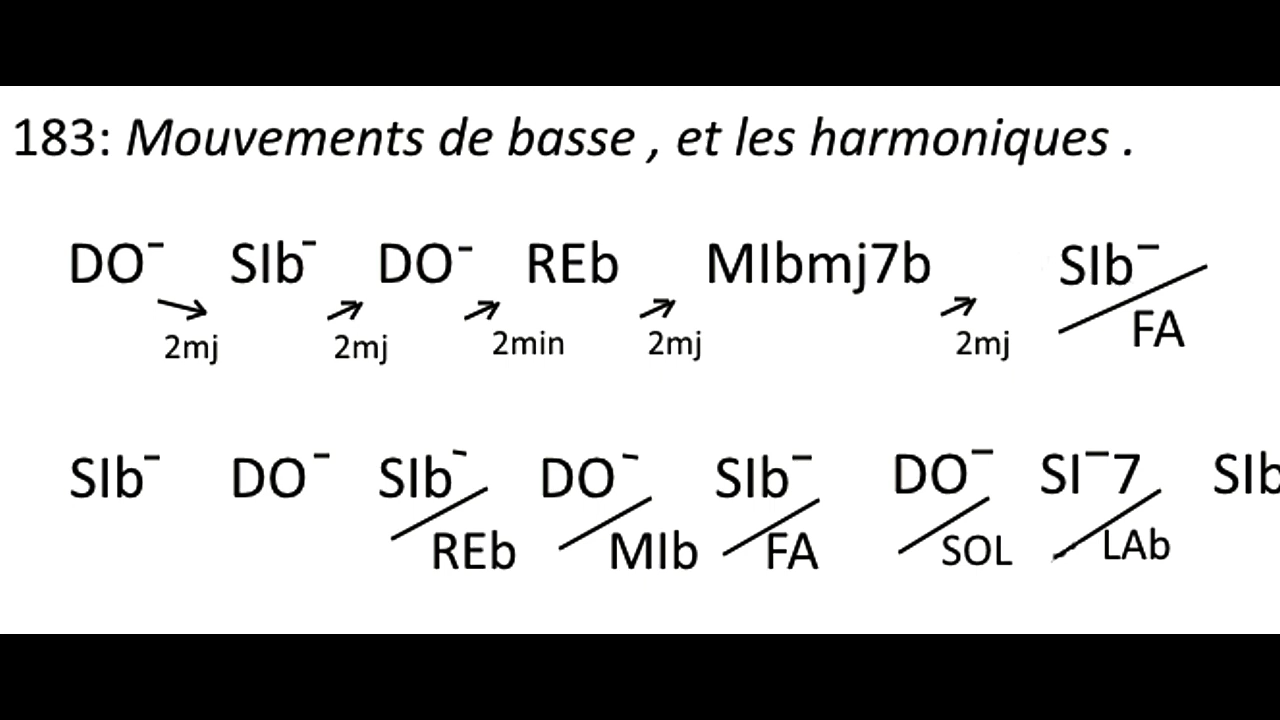 183: Mouvements de basse , et les harmoniques .
DO⁻ SIb⁻ DO⁻ REb MIbmj7b SIb⁻
FA
2mj 2mj 2min 2mj 2mj
SIb⁻ DO⁻ SIb⁻ DO⁻ SIb⁻ DO⁻ SI⁻7 SIb
REb MIb FA SOL LAb